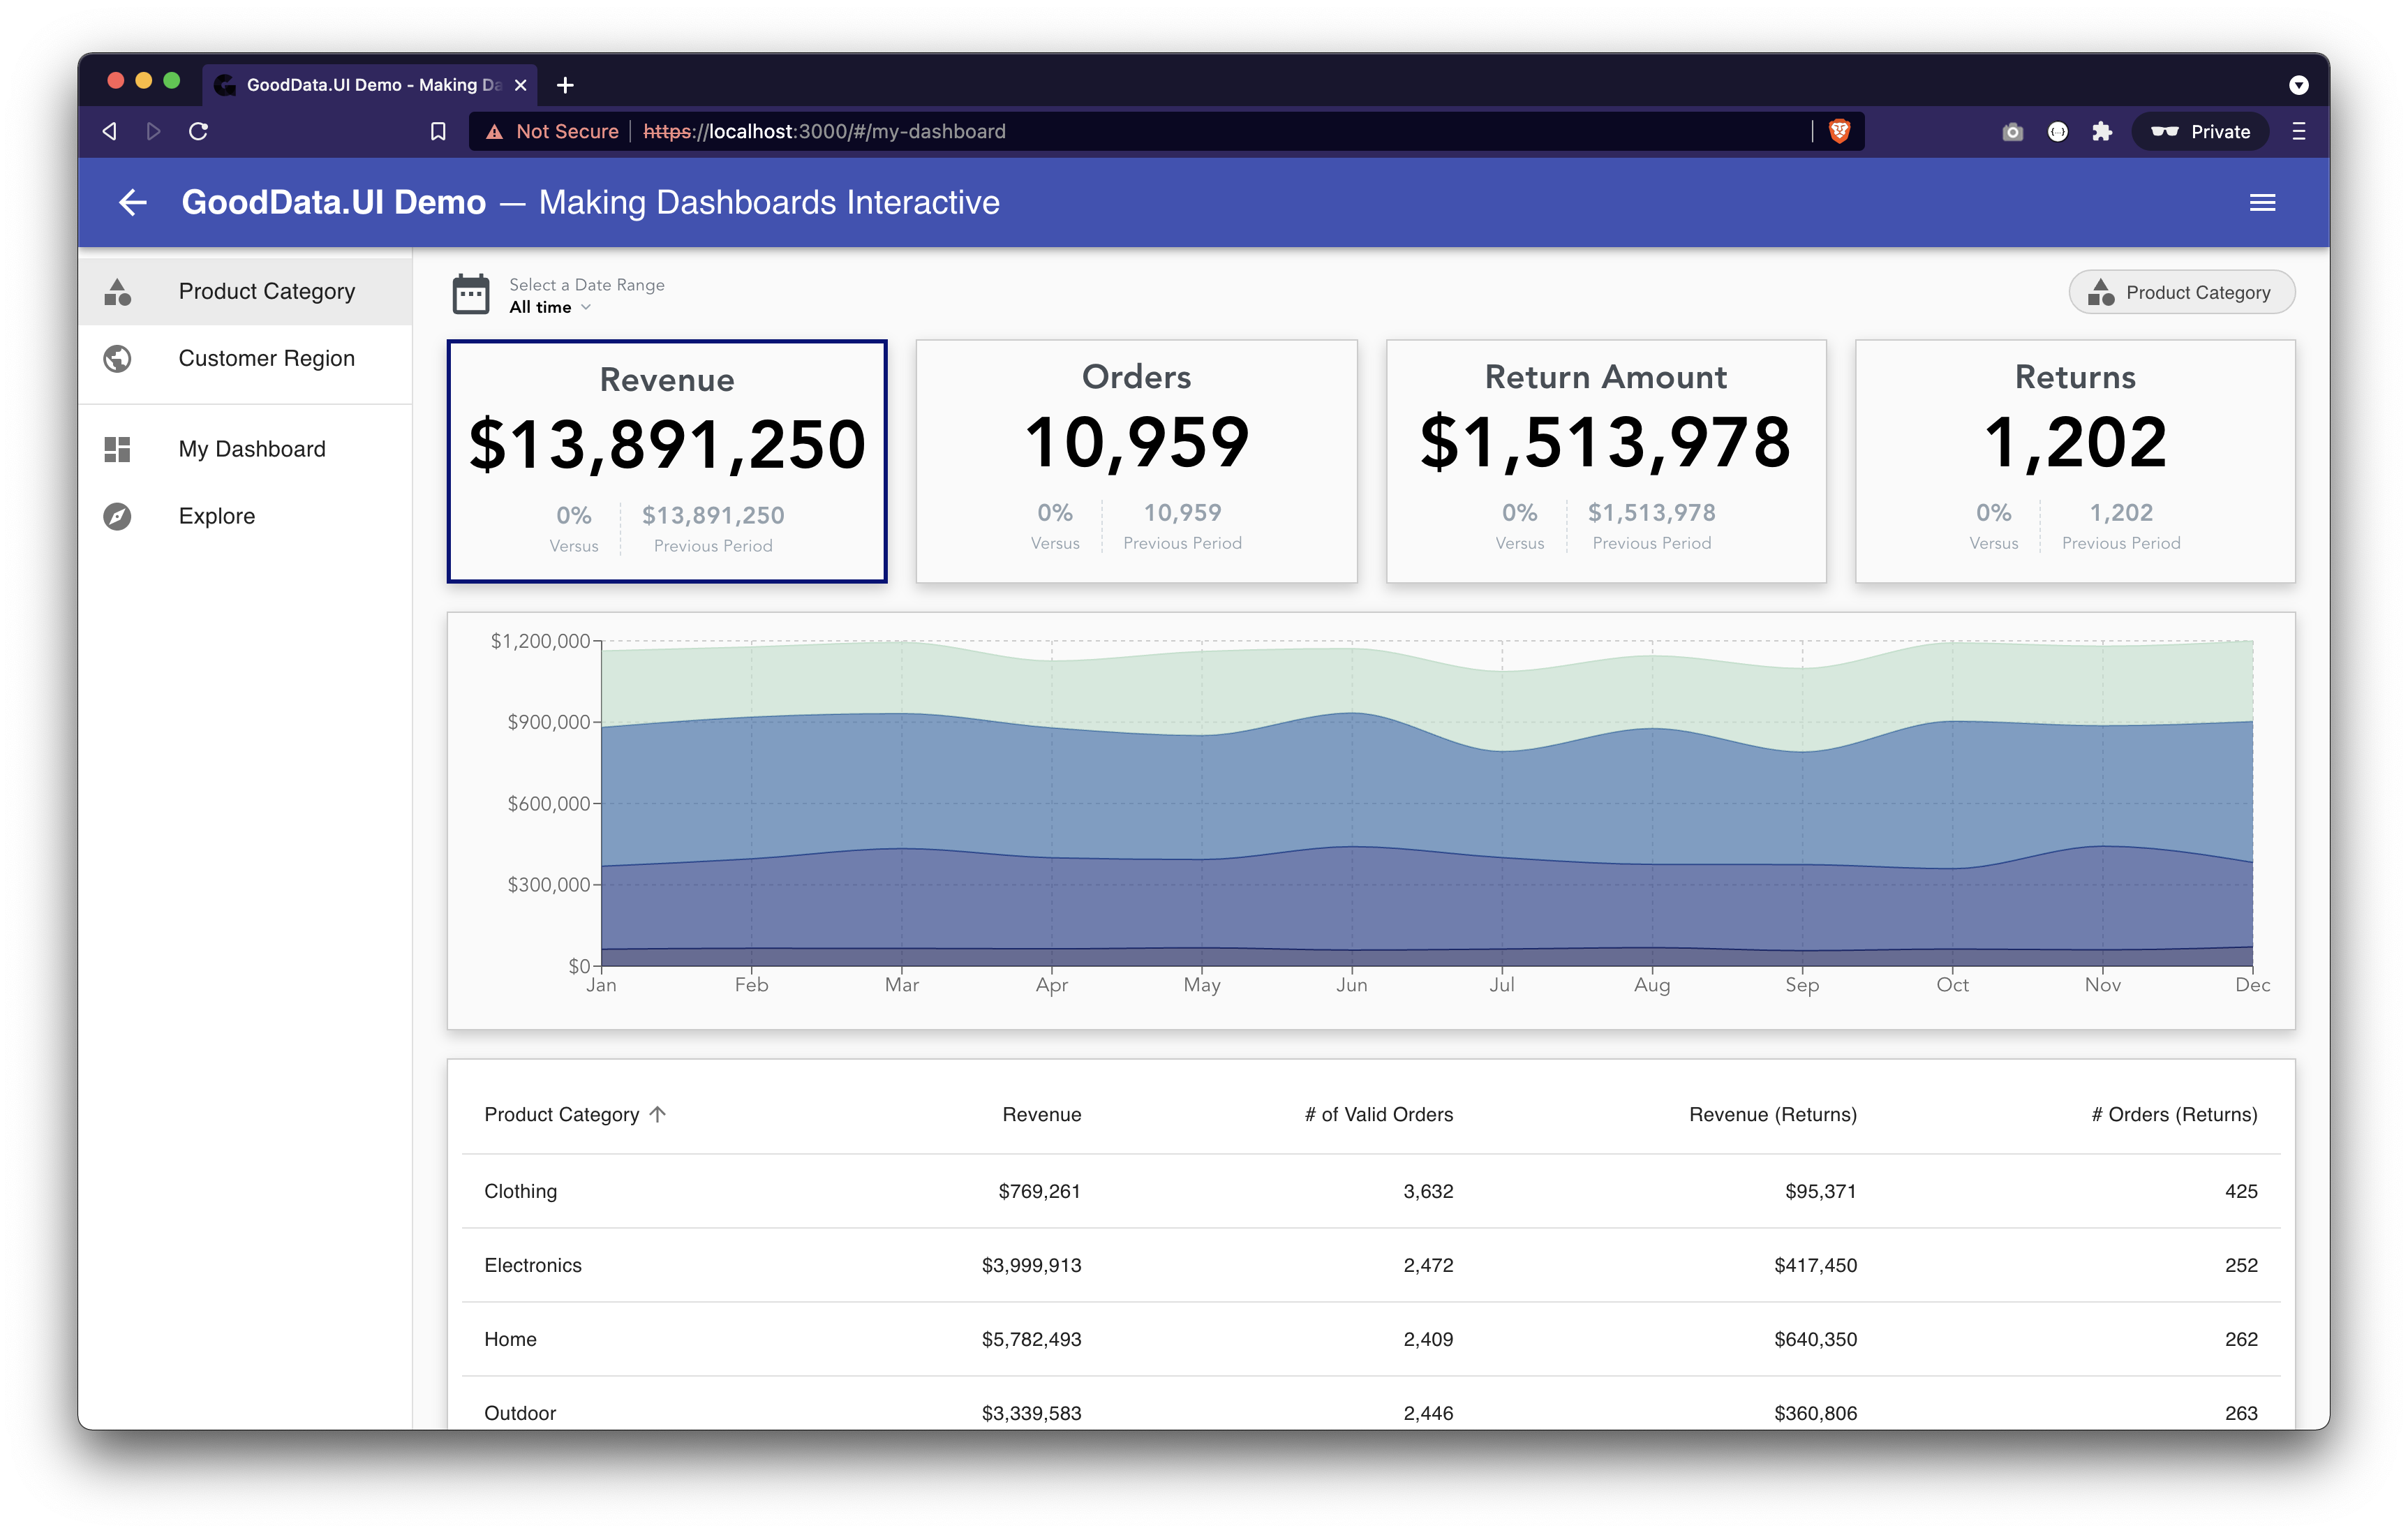 GoodData.UI Demo - Making Da
Not Secure https://localhost:3000/#/my-dashboard
Private
GoodData.UI Demo — Making Dashboards Interactive
Product Category
Customer Region
My Dashboard
Explore
Select a Date Range
All time
Product Category
Revenue
$13,891,250
0% $13,891,250
Versus Previous Period
Orders
10,959
0% 10,959
Versus Previous Period
Return Amount
$1,513,978
0% $1,513,978
Versus Previous Period
Returns
1,202
0% 1,202
Versus Previous Period
$1,200,000
$900,000
$600,000
$300,000
$0
Jan Feb Mar Apr May Jun Jul Aug Sep Oct Nov Dec
Product Category Revenue # of Valid Orders Revenue (Returns) # Orders (Returns)
Clothing $769,261 3,632 $95,371 425
Electronics $3,999,913 2,472 $417,450 252
Home $5,782,493 2,409 $640,350 262
Outdoor $3,339,583 2,446 $360,806 263